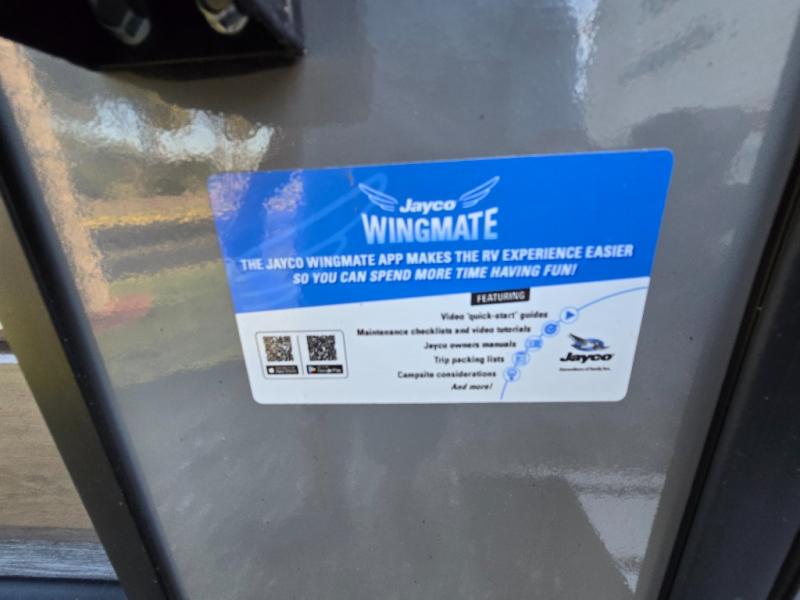 Jayco
WINGMATE
THE JAYCO WINGMATE APP MAKES THE RV EXPERIENCE EASIER
SO YOU CAN SPEND MORE TIME HAVING FUN!
FEATURING
Video 'quick-start' guides
Maintenance checklists and video tutorials
Jayco owners manuals
Trip packing lists
Campsite considerations
And more!
Jayco
Google Play